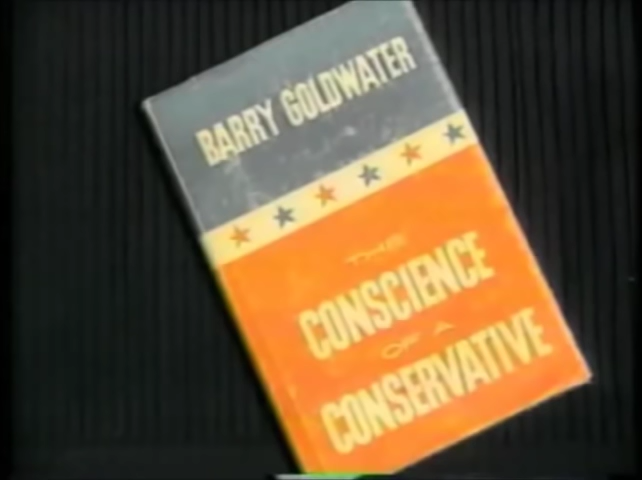 BARRY GOLDWATER
THE
CONSCIENCE
OF A
CONSERVATIVE